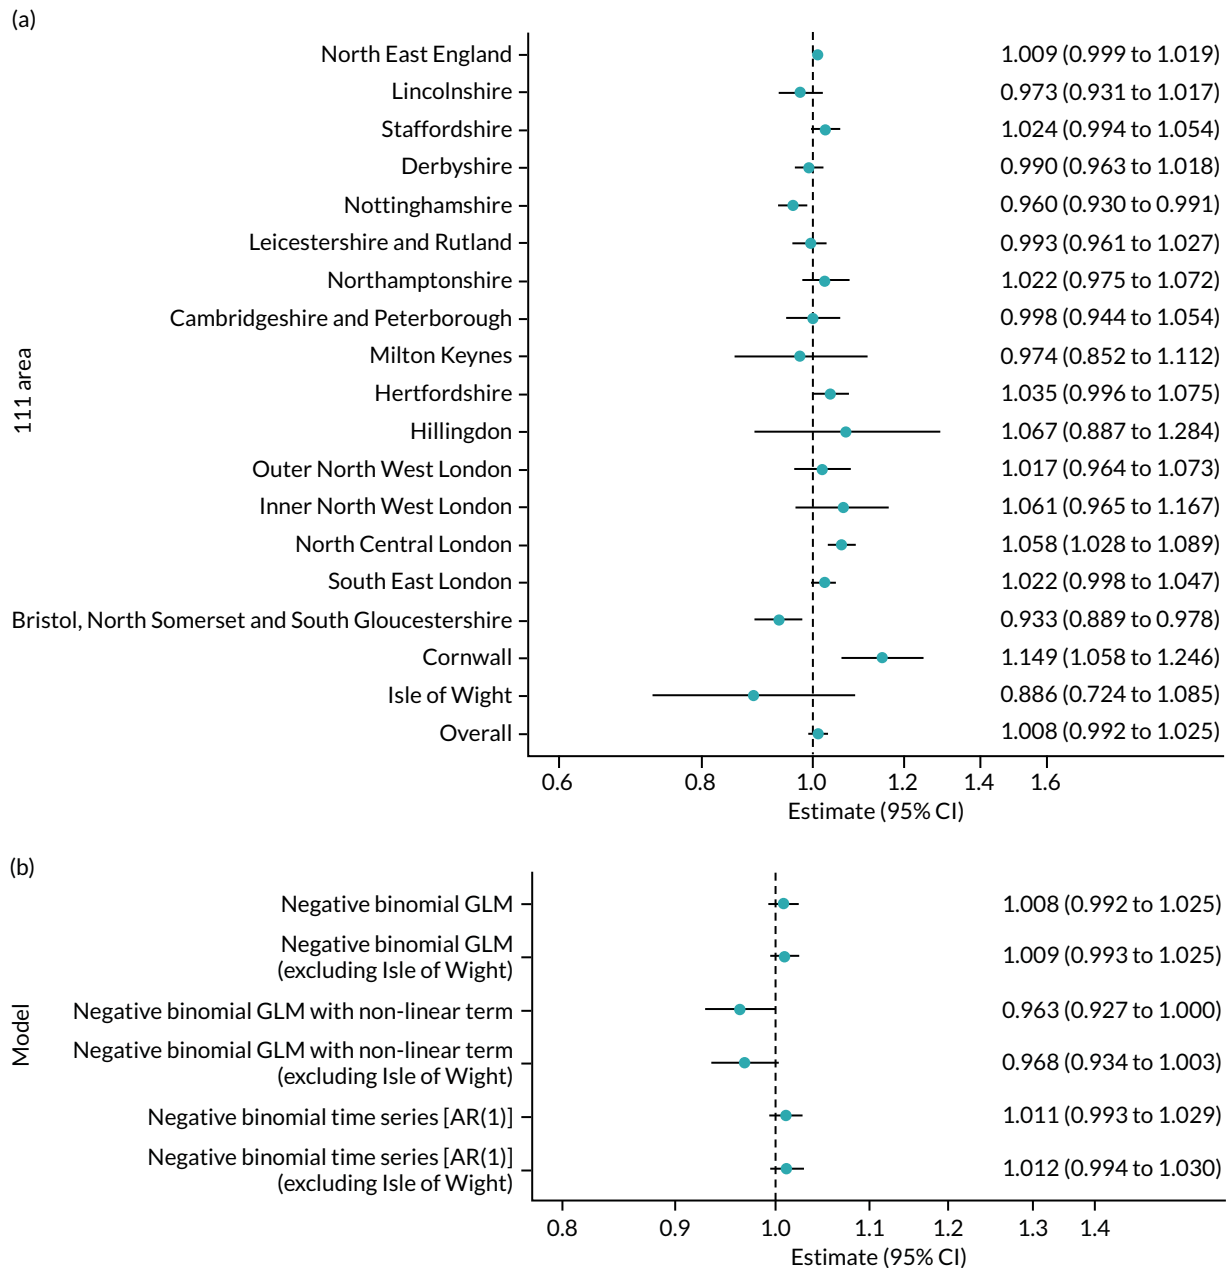 (a)
111 area
North East England 1.009 (0.999 to 1.019)
Lincolnshire 0.973 (0.931 to 1.017)
Staffordshire 1.024 (0.994 to 1.054)
Derbyshire 0.990 (0.963 to 1.018)
Nottinghamshire 0.960 (0.930 to 0.991)
Leicestershire and Rutland 0.993 (0.961 to 1.027)
Northamptonshire 1.022 (0.975 to 1.072)
Cambridgeshire and Peterborough 0.998 (0.944 to 1.054)
Milton Keynes 0.974 (0.852 to 1.112)
Hertfordshire 1.035 (0.996 to 1.075)
Hillingdon 1.067 (0.887 to 1.284)
Outer North West London 1.017 (0.964 to 1.073)
Inner North West London 1.061 (0.965 to 1.167)
North Central London 1.058 (1.028 to 1.089)
South East London 1.022 (0.998 to 1.047)
Bristol, North Somerset and South Gloucestershire 0.933 (0.889 to 0.978)
Cornwall 1.149 (1.058 to 1.246)
Isle of Wight 0.886 (0.724 to 1.085)
Overall 1.008 (0.992 to 1.025)
0.6 0.8 1.0 1.2 1.4 1.6
Estimate (95% CI)
(b)
Model
Negative binomial GLM 1.008 (0.992 to 1.025)
Negative binomial GLM
(excluding Isle of Wight) 1.009 (0.993 to 1.025)
Negative binomial GLM with non-linear term 0.963 (0.927 to 1.000)
Negative binomial GLM with non-linear term
(excluding Isle of Wight) 0.968 (0.934 to 1.003)
Negative binomial time series [AR(1)] 1.011 (0.993 to 1.029)
Negative binomial time series [AR(1)]
(excluding Isle of Wight) 1.012 (0.994 to 1.030)
0.8 0.9 1.0 1.1 1.2 1.3 1.4
Estimate (95% CI)